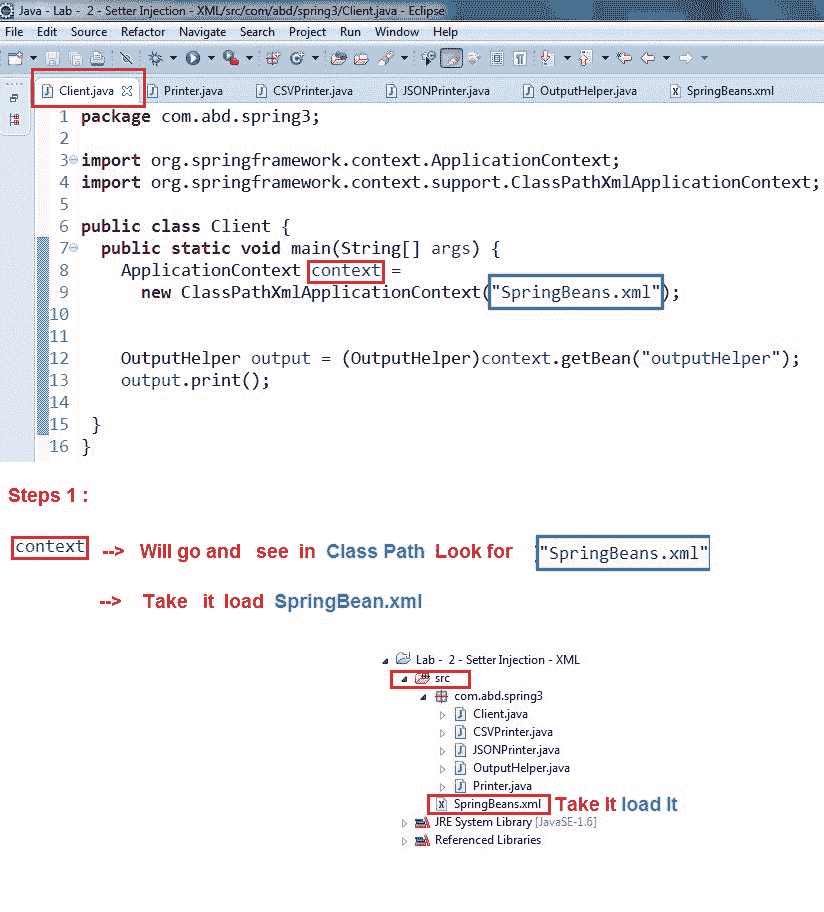 Java - Lab - 2 - Setter Injection - XML/src/com/abd/spring3/Client.java - Eclipse
File Edit Source Refactor Navigate Search Project Run Window Help
Client.java Printer.java CSVPrinter.java JSONPrinter.java OutputHelper.java SpringBeans.xml
1 package com.abd.spring3;
2
3 import org.springframework.context.ApplicationContext;
4 import org.springframework.context.support.ClassPathXmlApplicationContext;
5
6 public class Client {
7 public static void main(String[] args) {
8 ApplicationContext context =
9 new ClassPathXmlApplicationContext("SpringBeans.xml");
10
11
12 OutputHelper output = (OutputHelper)context.getBean("outputHelper");
13 output.print();
14
15 }
16 }
Steps 1 :
context --> Will go and see in Class Path Look for "SpringBeans.xml"
--> Take it load SpringBean.xml
Lab - 2 - Setter Injection - XML
src
com.abd.spring3
Client.java
CSVPrinter.java
JSONPrinter.java
OutputHelper.java
Printer.java
SpringBeans.xml Take It load It
JRE System Library [JavaSE-1.6]
Referenced Libraries